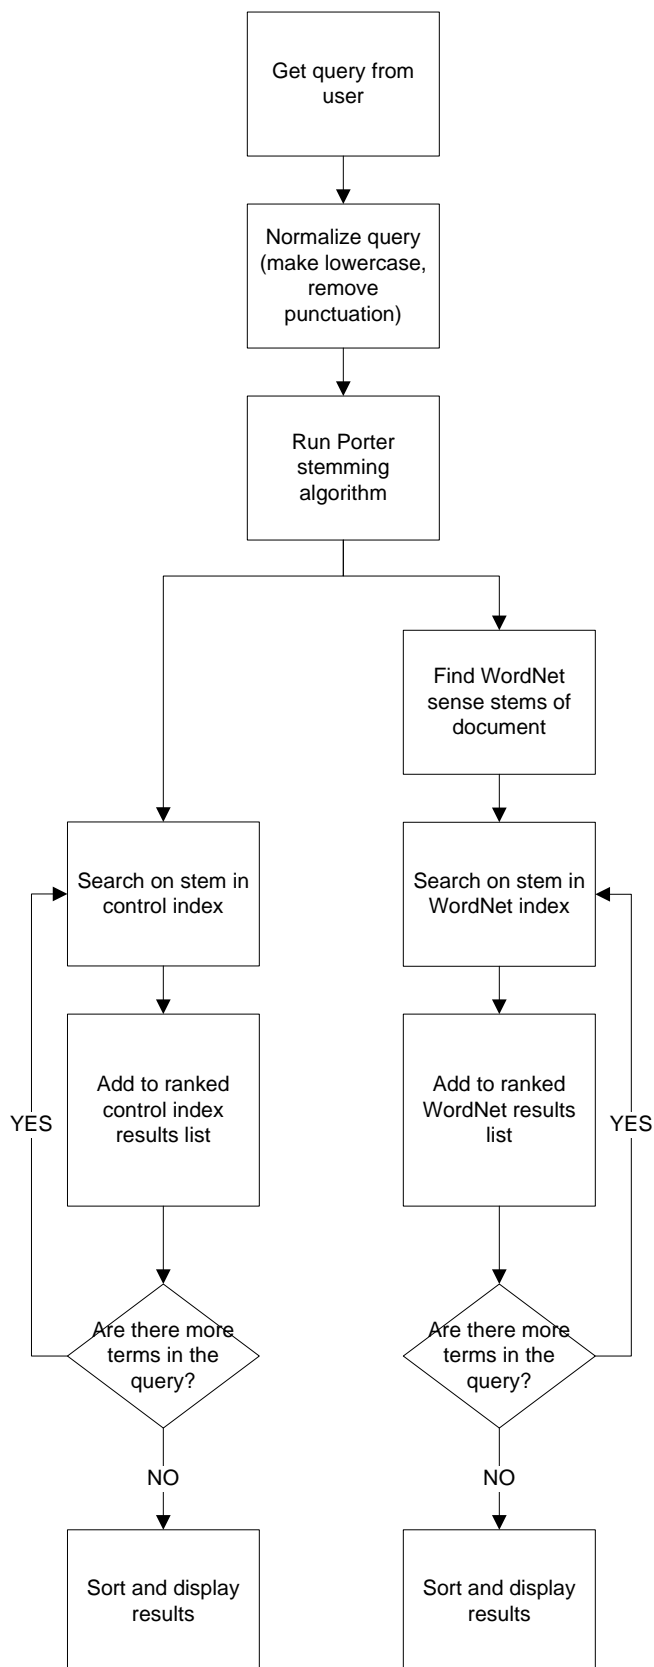 Get query from
user
Normalize query
(make lowercase,
remove
punctuation)
Run Porter
stemming
algorithm
Find WordNet
sense stems of
document
Search on stem in
control index
Search on stem in
WordNet index
Add to ranked
control index
results list
Add to ranked
WordNet results
list
YES
YES
Are there more
terms in the
query?
Are there more
terms in the
query?
NO
NO
Sort and display
results
Sort and display
results